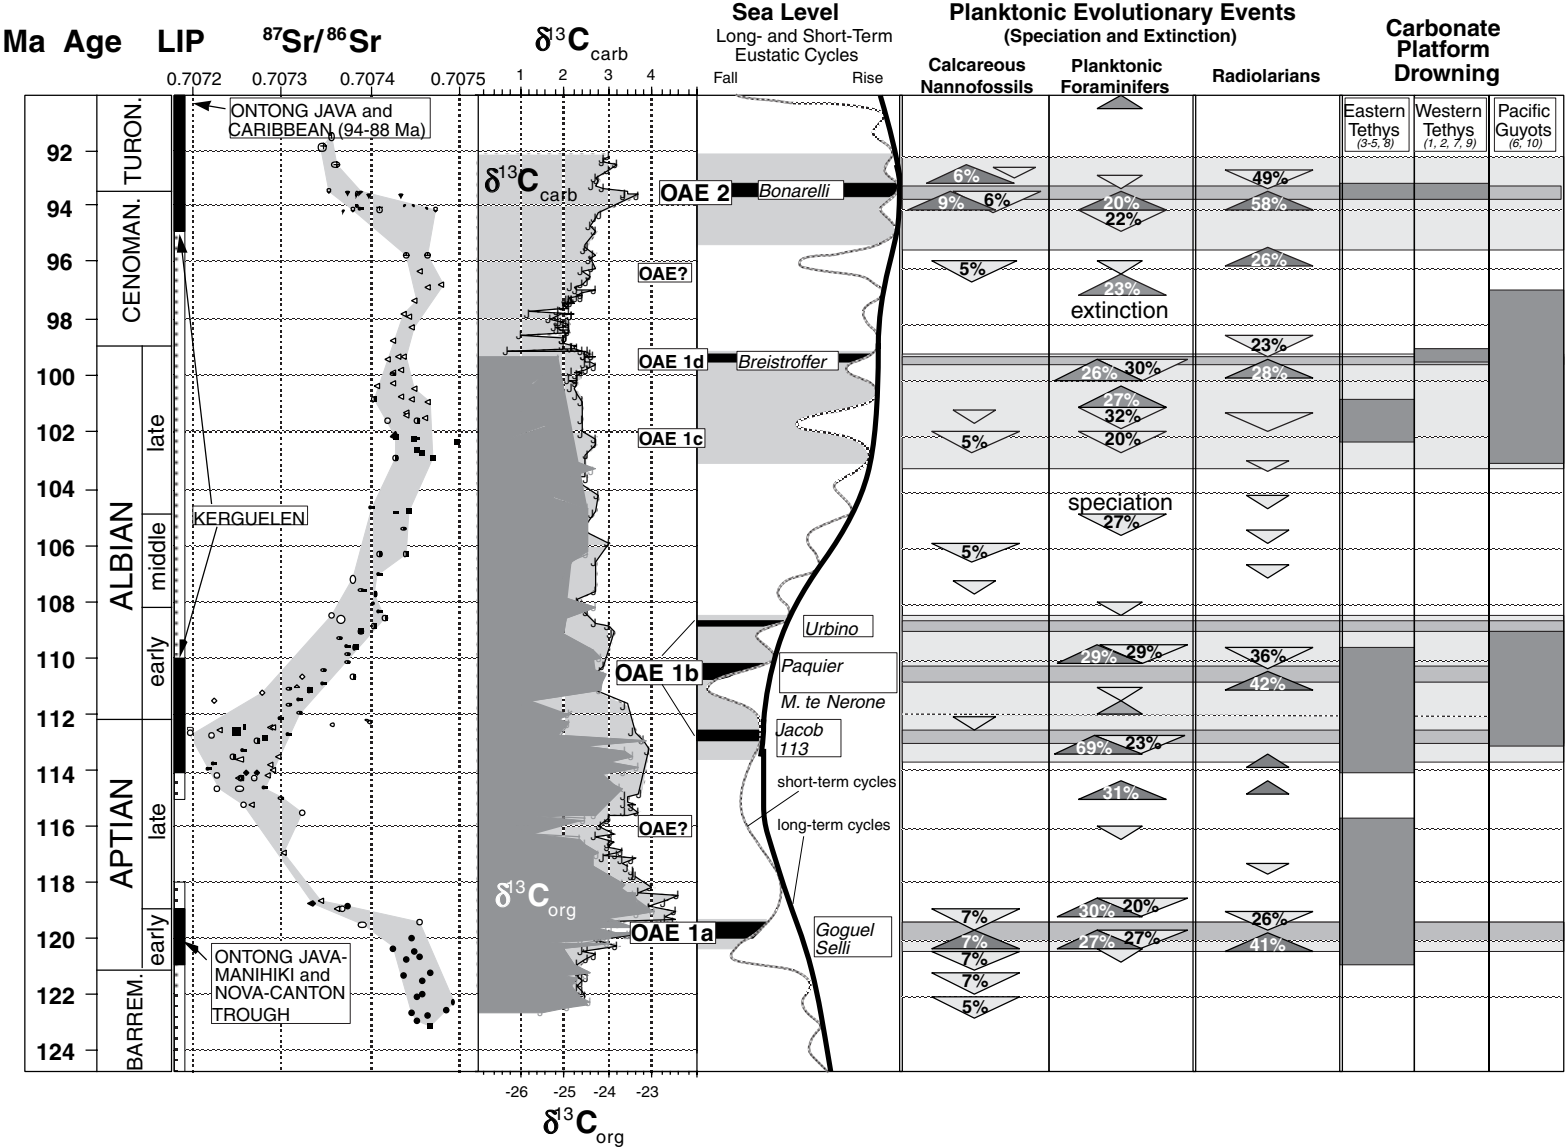 Sea Level
Long- and Short-Term
Eustatic Cycles
Fall Rise
Planktonic Evolutionary Events
(Speciation and Extinction)
Calcareous
Nannofossils
Planktonic
Foraminifers
Radiolarians
Carbonate
Platform
Drowning
Ma Age LIP 87Sr/86Sr δ13Ccarb
0.7072 0.7073 0.7074 0.7075
1 2 3 4
Eastern
Tethys
(3-5, 8)
Western
Tethys
(1, 2, 7, 9)
Pacific
Guyots
(6, 10)
92
94
96
98
100
102
104
106
108
110
112
114
116
118
120
122
124
TURON.
CENOMAN.
ALBIAN
late
middle
early
APTIAN
late
early
BARREM.
ONTONG JAVA and
CARIBBEAN (94-88 Ma)
KERGUELEN
ONTONG JAVA-
MANIHIKI and
NOVA-CANTON
TROUGH
δ13Ccarb
δ13Corg
OAE 2 Bonarelli
OAE?
OAE 1d Breistroffer
OAE 1c
Urbino
OAE 1b Paquier
M. te Nerone
Jacob
113
short-term cycles
OAE?
long-term cycles
OAE 1a
Goguel
Selli
6%
9% 6%
5%
5%
5%
7%
7%
7%
7%
5%
20%
22%
23%
extinction
26% 30%
27%
32%
20%
speciation
27%
29% 29%
69% 23%
31%
30% 20%
27% 27%
49%
58%
26%
23%
28%
36%
42%
26%
41%
-26 -25 -24 -23
δ13Corg